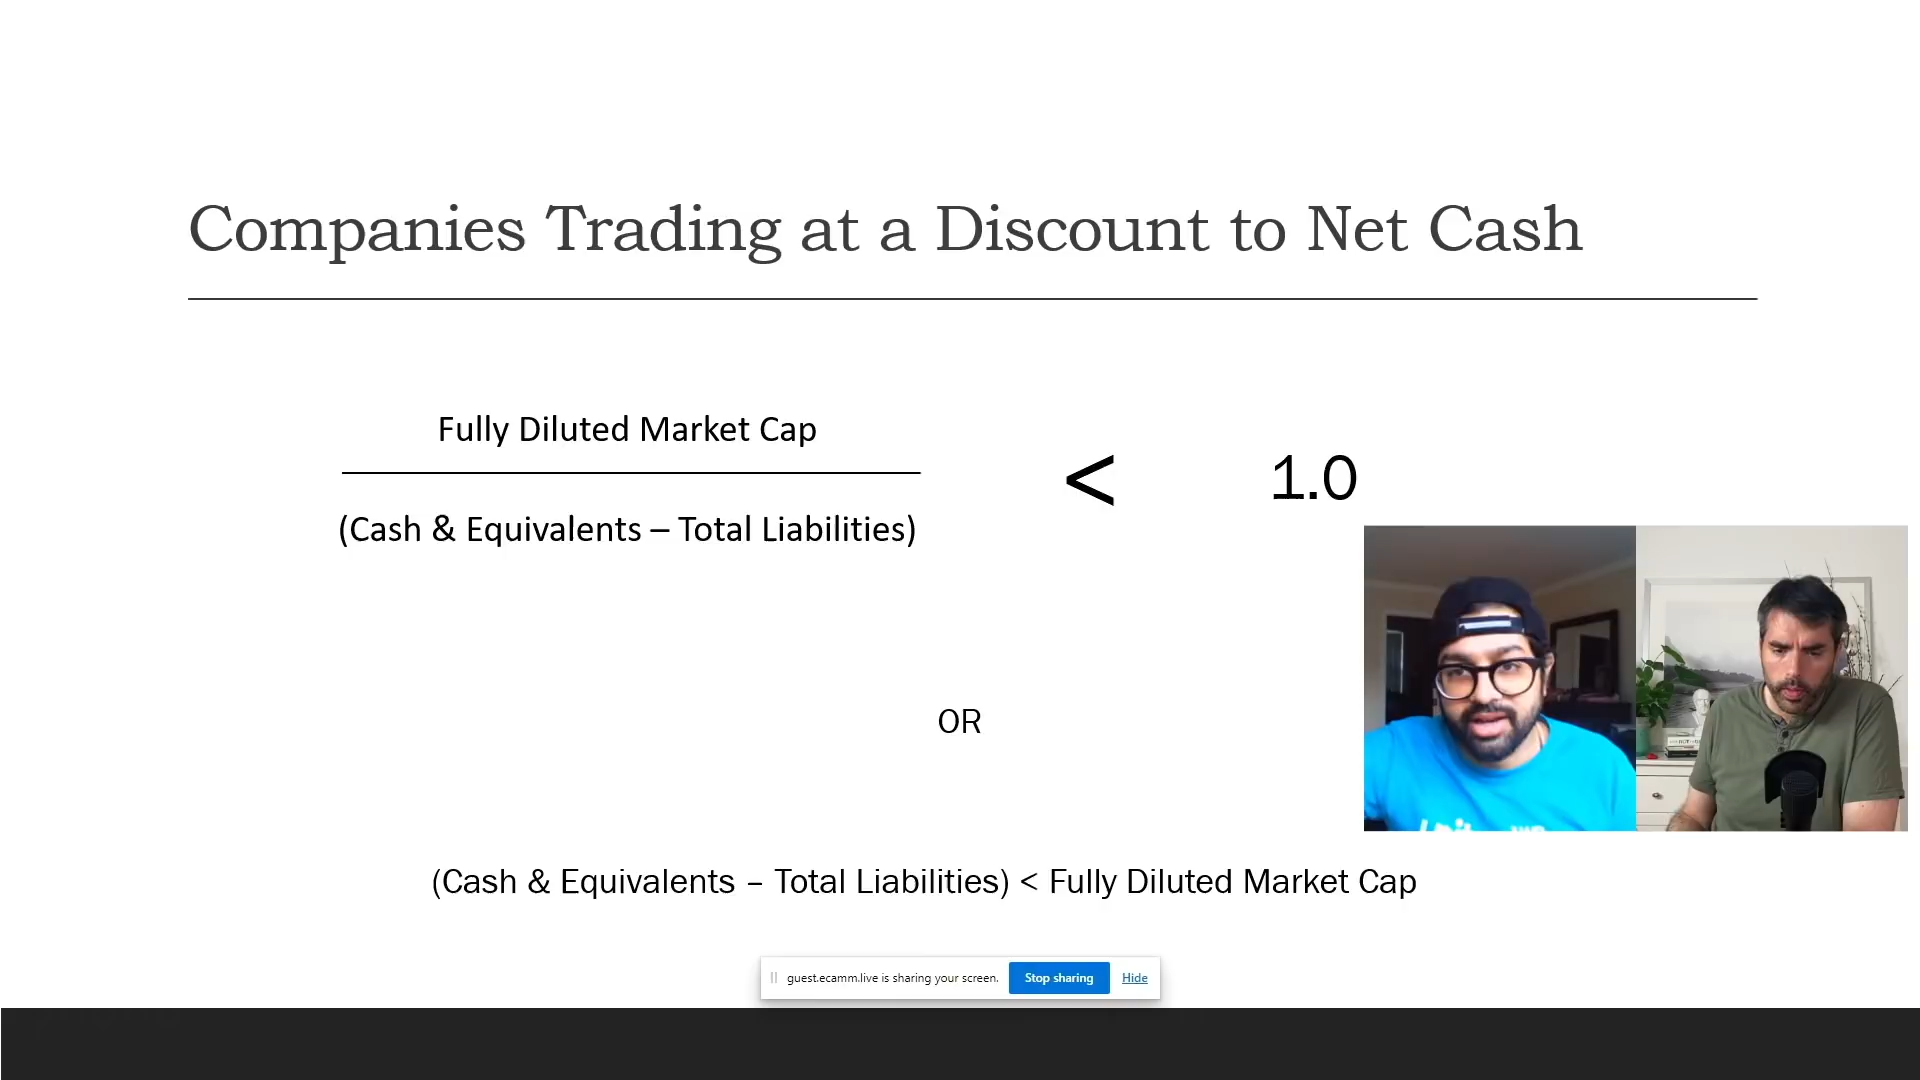 Companies Trading at a Discount to Net Cash
Fully Diluted Market Cap
(Cash & Equivalents – Total Liabilities)
< 1.0
OR
(Cash & Equivalents – Total Liabilities) < Fully Diluted Market Cap
guest.ecamm.live is sharing your screen. Stop sharing Hide